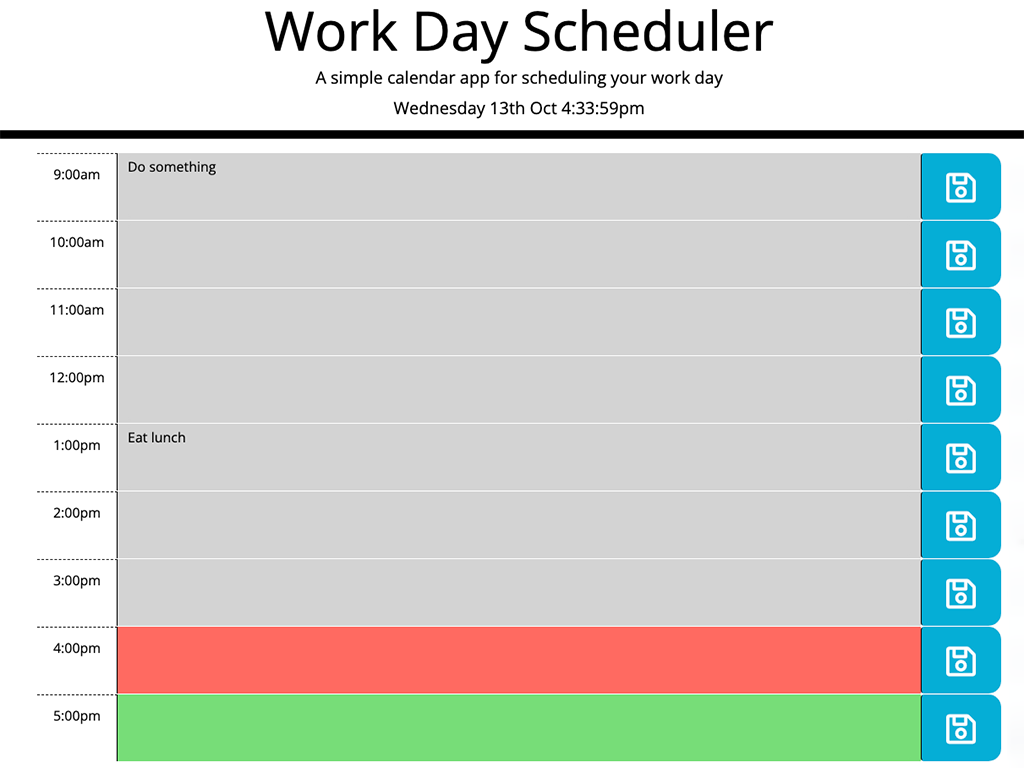 Work Day Scheduler
A simple calendar app for scheduling your work day
Wednesday 13th Oct 4:33:59pm
9:00am Do something
10:00am
11:00am
12:00pm
1:00pm Eat lunch
2:00pm
3:00pm
4:00pm
5:00pm